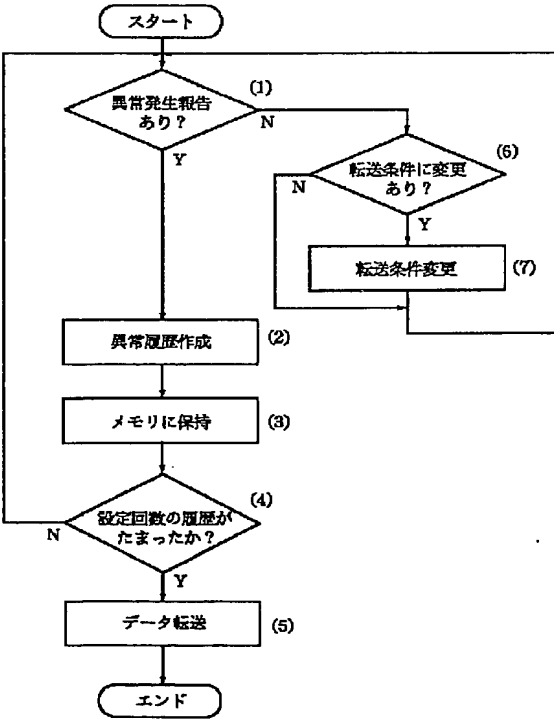 スタート
異常発生報告
あり?
(1)
N
Y
転送条件に変更
あり?
(6)
N
Y
転送条件変更
(7)
異常履歴作成
(2)
メモリに保持
(3)
設定回数の履歴が
たまったか?
(4)
N
Y
データ転送
(5)
エンド